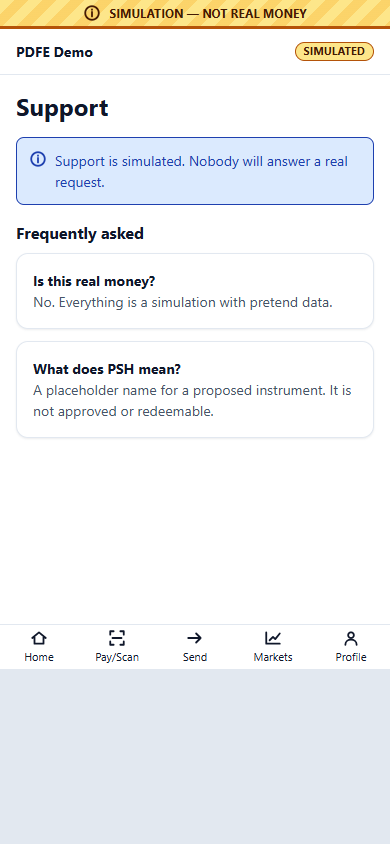 SIMULATION — NOT REAL MONEY
PDFE Demo
SIMULATED
Support
Support is simulated. Nobody will answer a real
request.
Frequently asked
Is this real money?
No. Everything is a simulation with pretend data.
What does PSH mean?
A placeholder name for a proposed instrument. It is
not approved or redeemable.
Home
Pay/Scan
Send
Markets
Profile